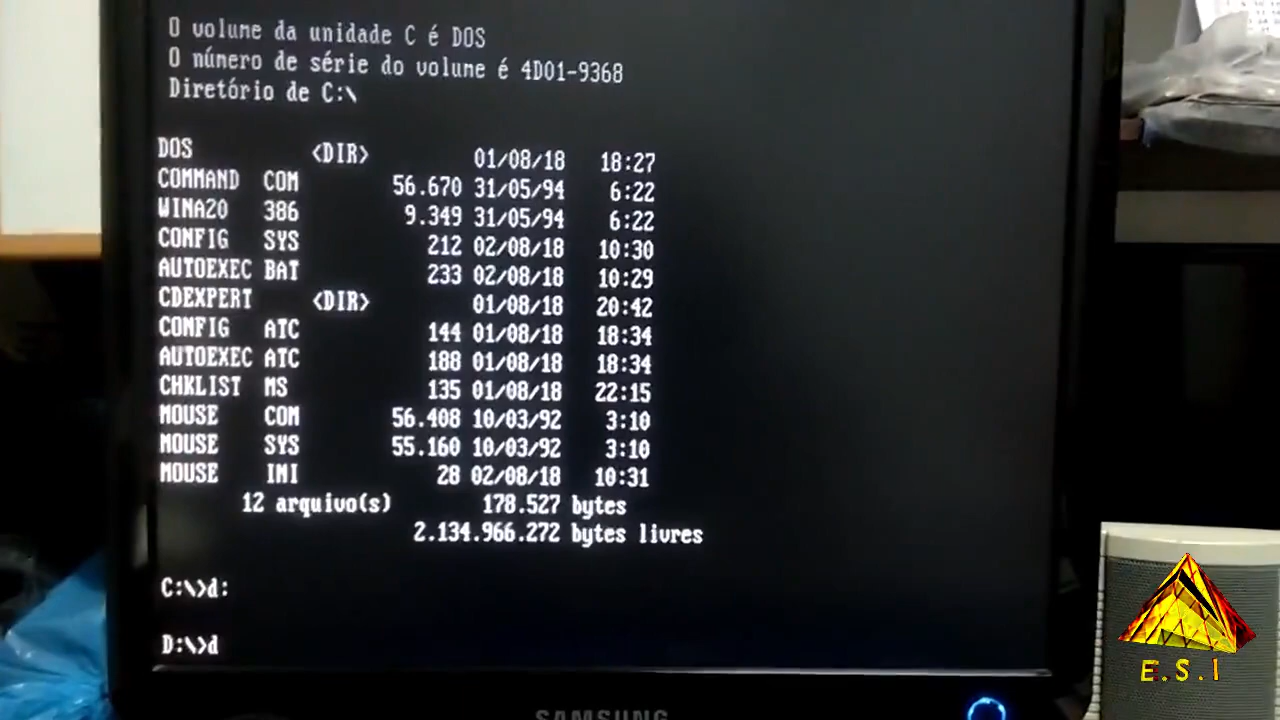 O volume da unidade C é DOS
O número de série do volume é 4D01-9368
Diretório de C:\
DOS <DIR> 01/08/18 18:27
COMMAND COM 56.670 31/05/94 6:22
WINA20 386 9.349 31/05/94 6:22
CONFIG SYS 212 02/08/18 10:30
AUTOEXEC BAT 233 02/08/18 10:29
CDEXPERT <DIR> 01/08/18 20:42
CONFIG ATC 144 01/08/18 18:34
AUTOEXEC ATC 188 01/08/18 18:34
CHKLIST MS 135 01/08/18 22:15
MOUSE COM 56.408 10/03/92 3:10
MOUSE SYS 55.160 10/03/92 3:10
MOUSE INI 28 02/08/18 10:31
12 arquivo(s) 178.527 bytes
2.134.966.272 bytes livres
C:\>d:
D:\>d
SAMSUNG
E.S.I